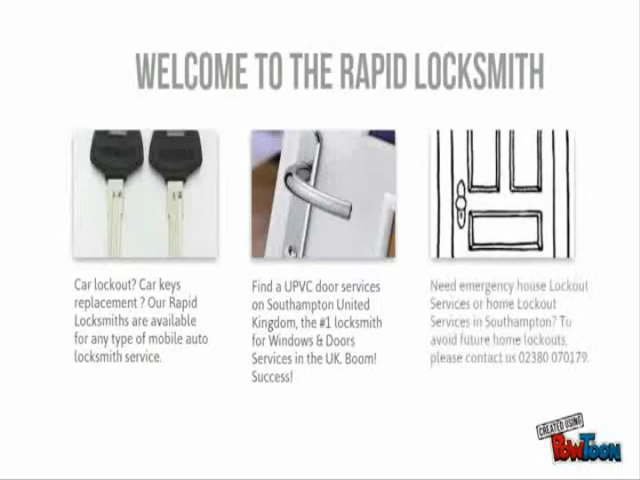 WELCOME TO THE RAPID LOCKSMITH
Car lockout? Car keys
replacement ? Our Rapid
Locksmiths are available
for any type of mobile auto
locksmith service.
Find a UPVC door services
on Southampton United
Kingdom, the #1 locksmith
for Windows & Doors
Services in the UK. Boom!
Success!
Need emergency house Lockout
Services or home Lockout
Services in Southampton? To
avoid future home lockouts,
please contact us 02380 070179.
CREATED USING
POWTOON